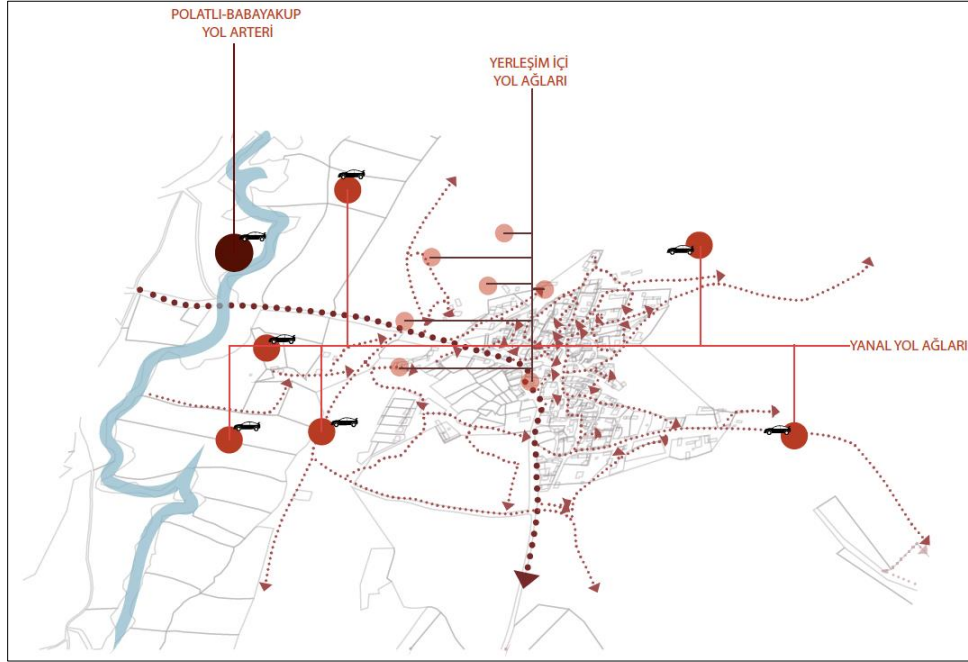 POLATLI-BABAYAKUP
YOL ARTERİ
YERLEŞİM İÇİ
YOL AĞLARI
YANAL YOL AĞLARI